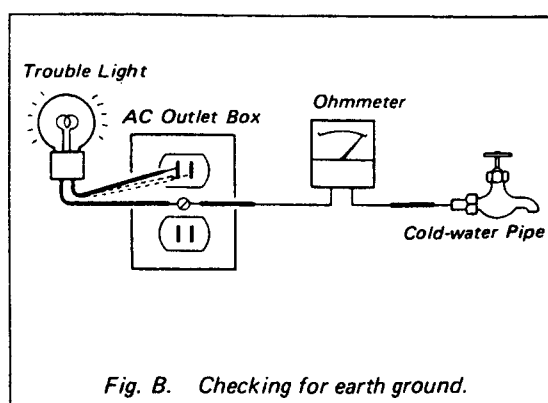 Trouble Light
AC Outlet Box
Ohmmeter
Cold-water Pipe
Fig. B. Checking for earth ground.